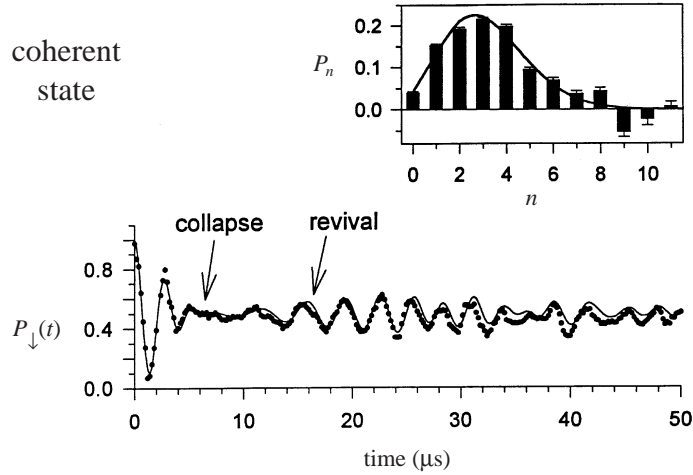 coherent
state
P_n
0.2
0.1
0.0
0 2 4 6 8 10
n
collapse
revival
P↓(t)
0.8
0.4
0.0
0 10 20 30 40 50
time (μs)